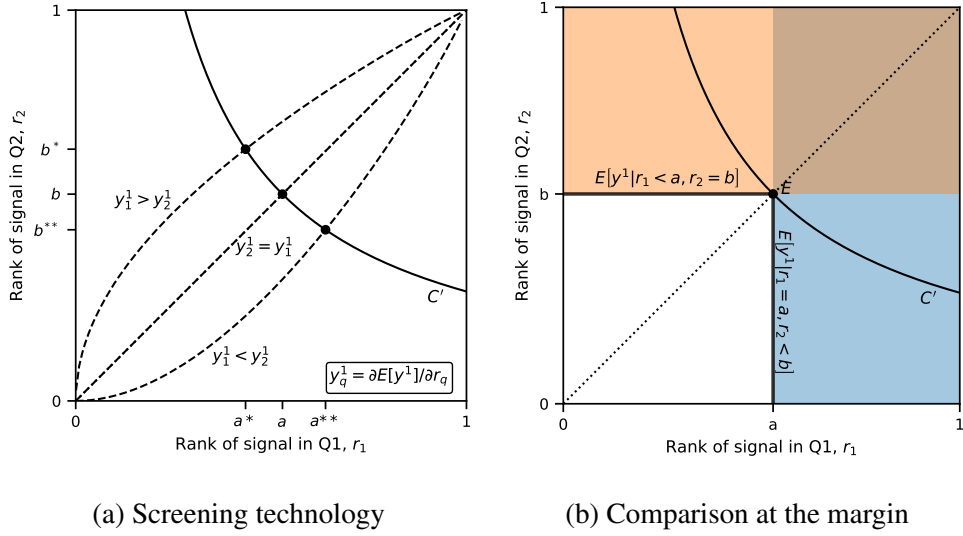 1
Rank of signal in Q2, r₂
b*
b
b**
0
y₁¹ > y₂¹
y₂¹ = y₁¹
y₁¹ < y₂¹
C′
y_q¹ = ∂E[y¹]/∂r_q
0
a*
a
a**
1
Rank of signal in Q1, r₁
(a) Screening technology
1
Rank of signal in Q2, r₂
b
0
E[y¹|r₁ < a, r₂ = b]
E
E[y¹|r₁ = a, r₂ < b]
C′
0
a
1
Rank of signal in Q1, r₁
(b) Comparison at the margin